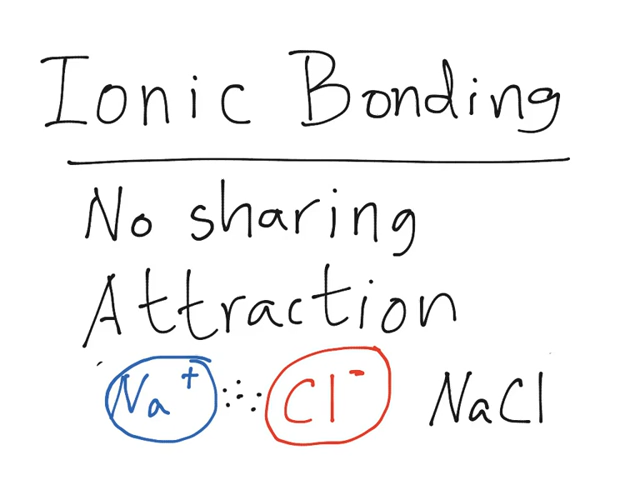 Ionic Bonding
No sharing
Attraction
Na⁺ Cl⁻ NaCl